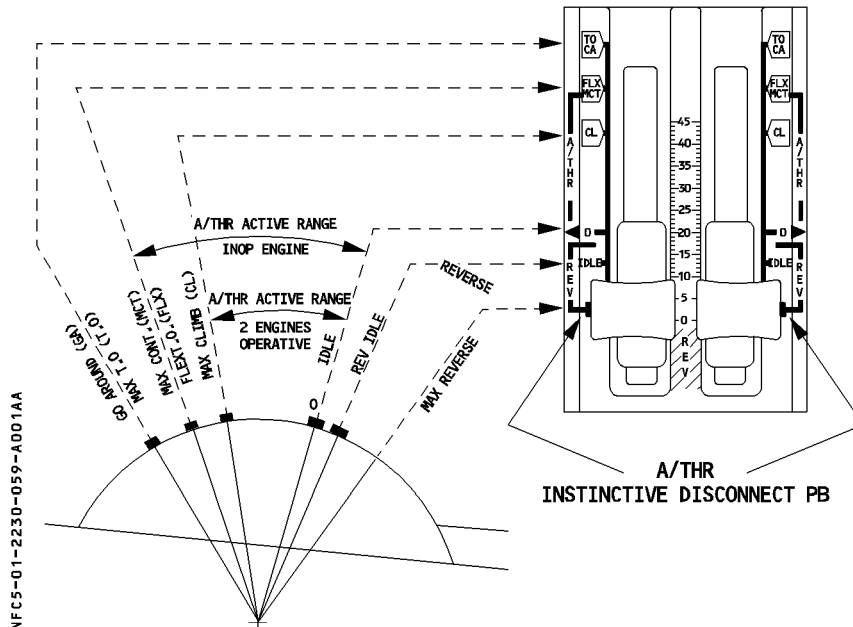 TO
CA
TO
CA
FLX
MCT
FLX
MCT
CL
CL
A/THR
A/THR
45
40
35
30
25
20
15
10
5
0
REV
0
0
IDLE
IDLE
REV
REV
A/THR ACTIVE RANGE
INOP ENGINE
A/THR ACTIVE RANGE
2 ENGINES
OPERATIVE
GO AROUND (GA)
MAX T.O (T.O)
MAX CONT.(MCT)
FLEXT.O.(FLX)
MAX CLIMB (CL)
IDLE
0
REV IDLE
REVERSE
MAX REVERSE
A/THR
INSTINCTIVE DISCONNECT PB
NFC5-01-2230-059-A001AA